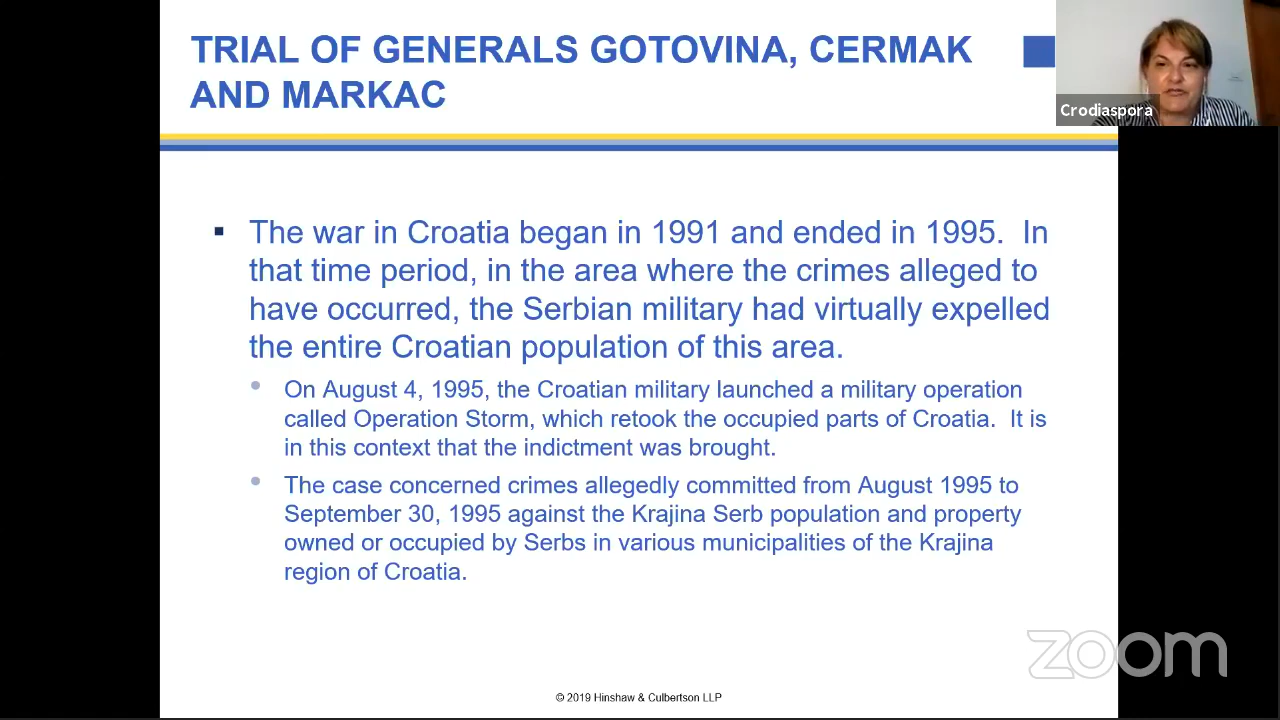 TRIAL OF GENERALS GOTOVINA, CERMAK
AND MARKAC
Crodiaspora
▪ The war in Croatia began in 1991 and ended in 1995.  In
that time period, in the area where the crimes alleged to
have occurred, the Serbian military had virtually expelled
the entire Croatian population of this area.
• On August 4, 1995, the Croatian military launched a military operation
called Operation Storm, which retook the occupied parts of Croatia.  It is
in this context that the indictment was brought.
• The case concerned crimes allegedly committed from August 1995 to
September 30, 1995 against the Krajina Serb population and property
owned or occupied by Serbs in various municipalities of the Krajina
region of Croatia.
zoom
© 2019 Hinshaw & Culbertson LLP